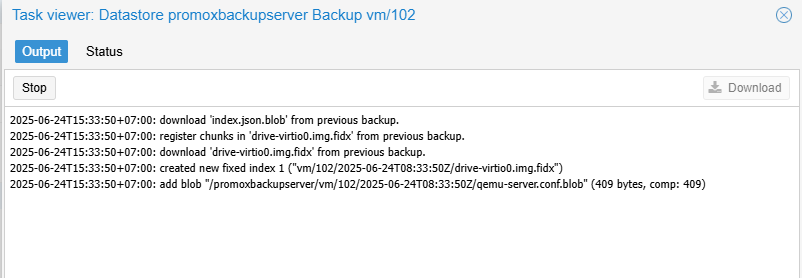 Task viewer: Datastore promoxbackupserver Backup vm/102
Output Status
Stop Download
2025-06-24T15:33:50+07:00: download 'index.json.blob' from previous backup.
2025-06-24T15:33:50+07:00: register chunks in 'drive-virtio0.img.fidx' from previous backup.
2025-06-24T15:33:50+07:00: download 'drive-virtio0.img.fidx' from previous backup.
2025-06-24T15:33:50+07:00: created new fixed index 1 ("vm/102/2025-06-24T08:33:50Z/drive-virtio0.img.fidx")
2025-06-24T15:33:50+07:00: add blob "/promoxbackupserver/vm/102/2025-06-24T08:33:50Z/qemu-server.conf.blob" (409 bytes, comp: 409)